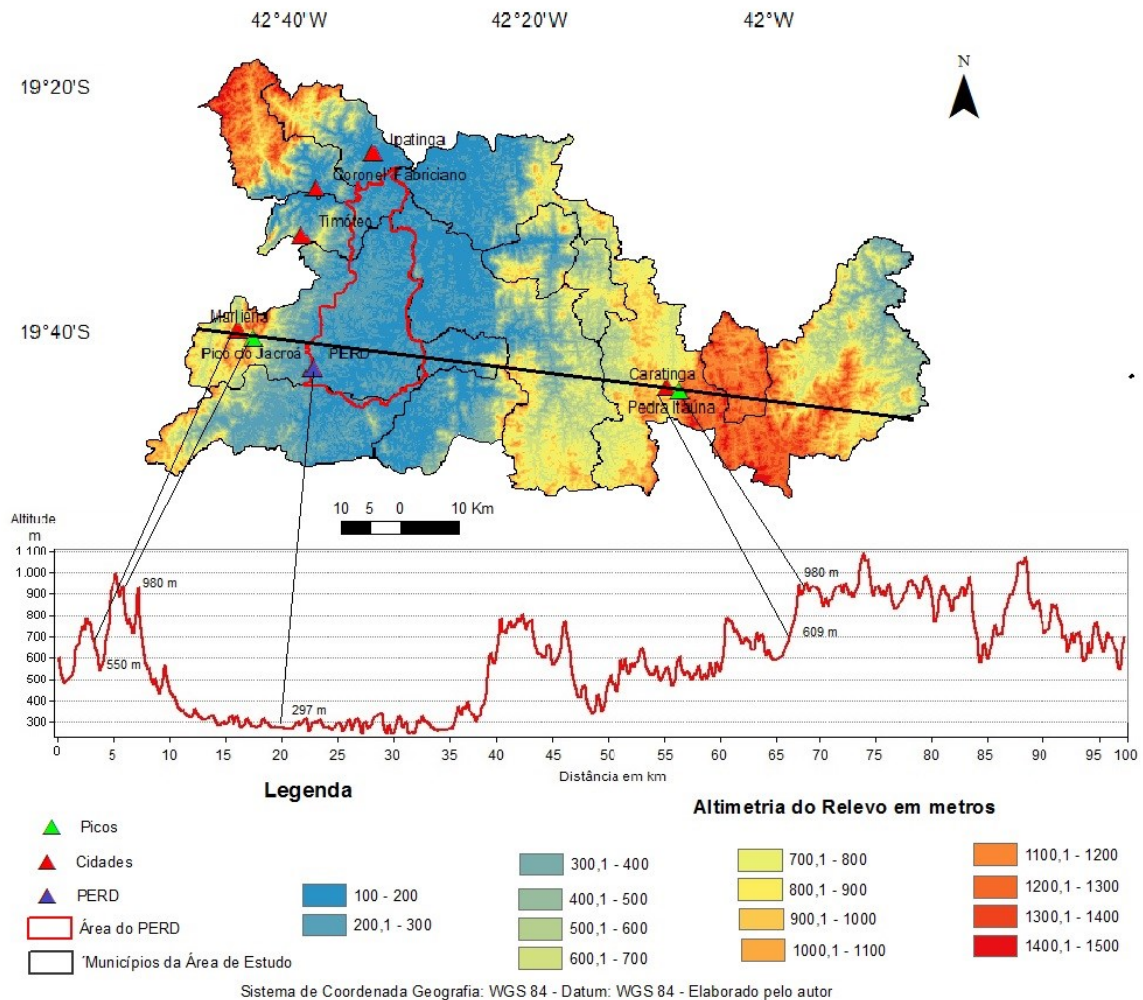 42°40'W 42°20'W 42°W
19°20'S
N
Ipatinga
Coronel Fabriciano
Timóteo
19°40'S
Marliéria
Pico do Jacroá PERD
Caratinga
Pedra Itaúna
10 5 0 10 Km
Altitude
m
1.100
1.000
900
800
700
600
500
400
300
980 m
550 m
297 m
980 m
609 m
0 5 10 15 20 25 30 35 40 45 50 55 60 65 70 75 80 85 90 95 100
Distância em km
Legenda
Picos
Cidades
PERD
Área do PERD
´Municípios da Área de Estudo
Altimetria do Relevo em metros
100 - 200
200,1 - 300
300,1 - 400
400,1 - 500
500,1 - 600
600,1 - 700
700,1 - 800
800,1 - 900
900,1 - 1000
1000,1 - 1100
1100,1 - 1200
1200,1 - 1300
1300,1 - 1400
1400,1 - 1500
Sistema de Coordenada Geografia: WGS 84 - Datum: WGS 84 - Elaborado pelo autor